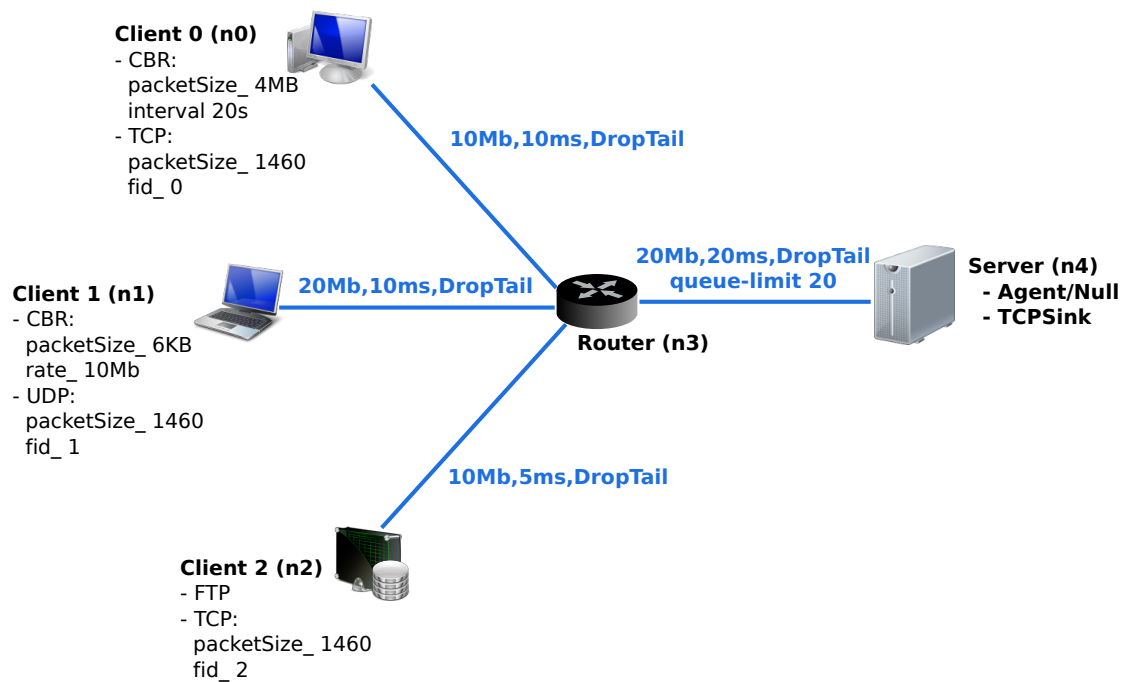 Client 0 (n0)
- CBR:
packetSize_ 4MB
interval 20s
- TCP:
packetSize_ 1460
fid_ 0
10Mb,10ms,DropTail
Client 1 (n1)
- CBR:
packetSize_ 6KB
rate_ 10Mb
- UDP:
packetSize_ 1460
fid_ 1
20Mb,10ms,DropTail
20Mb,20ms,DropTail
queue-limit 20
Router (n3)
Server (n4)
- Agent/Null
- TCPSink
10Mb,5ms,DropTail
Client 2 (n2)
- FTP
- TCP:
packetSize_ 1460
fid_ 2